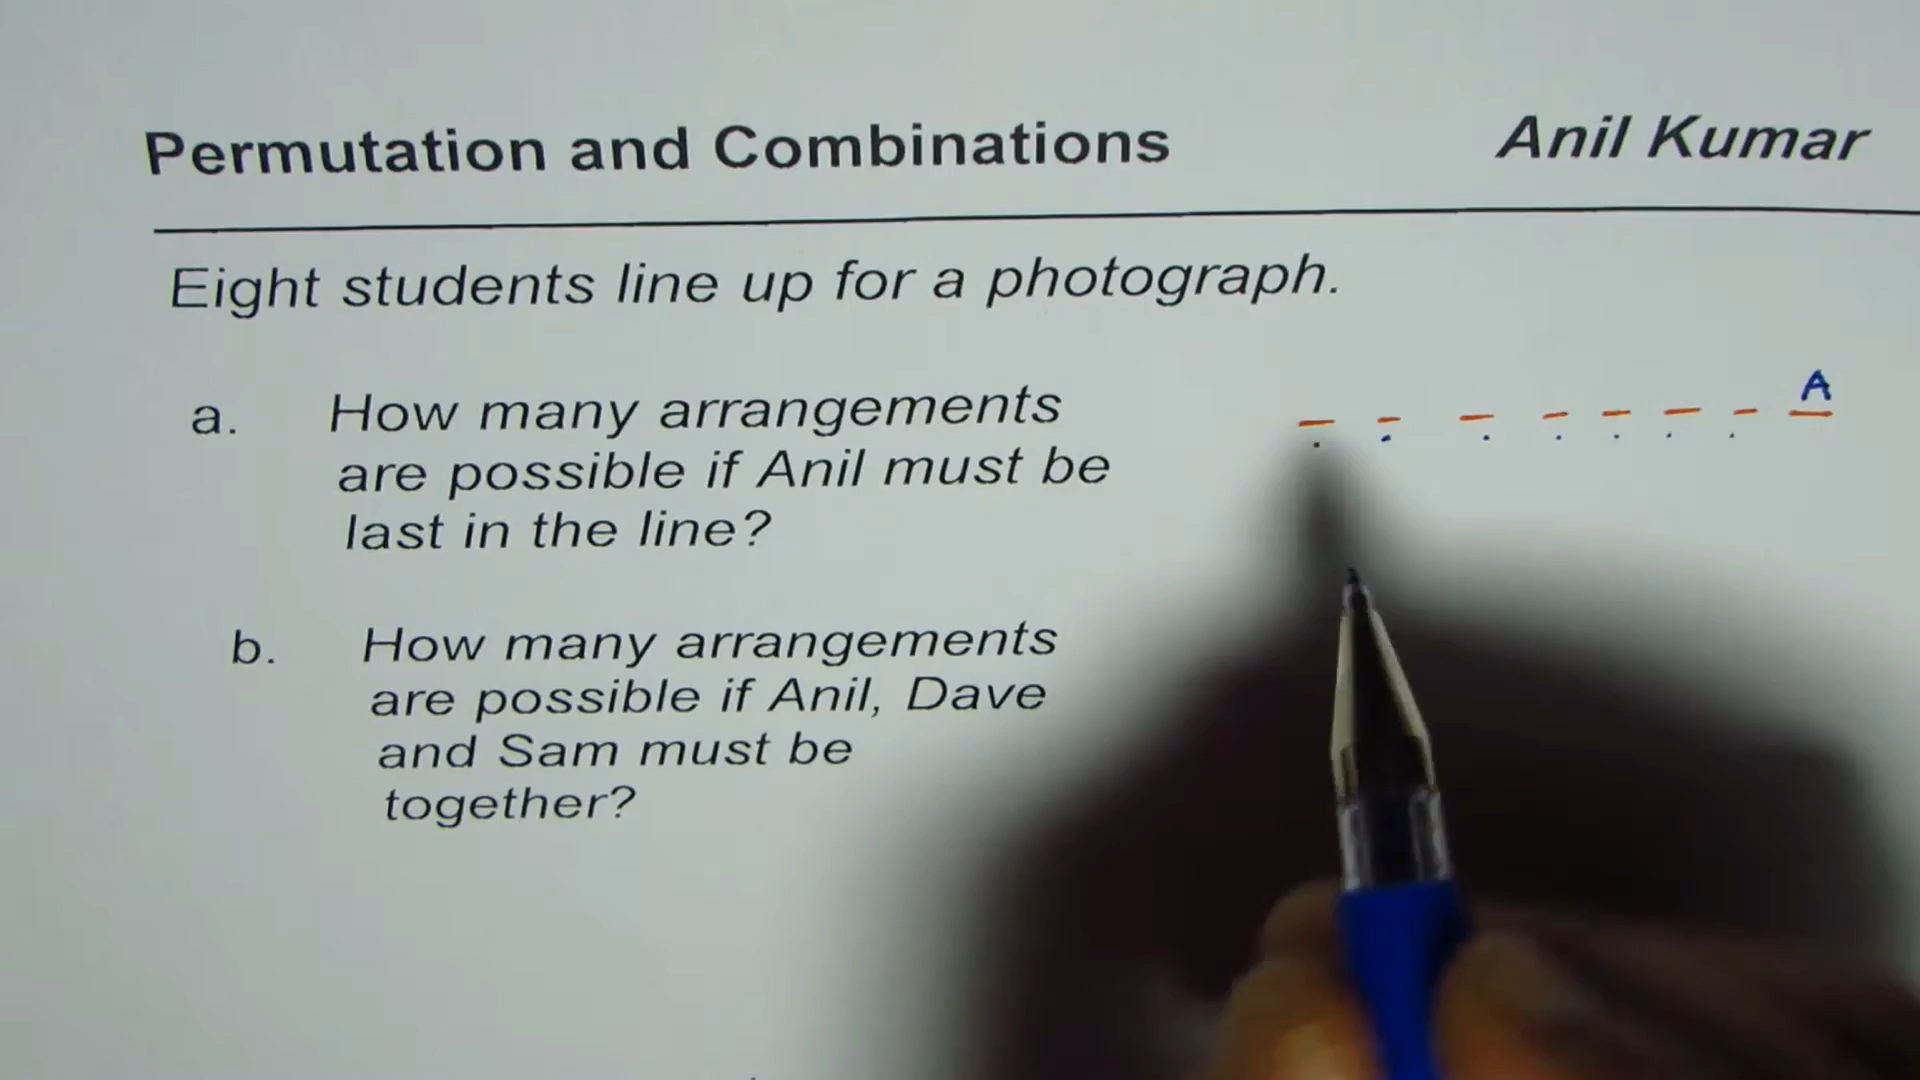 Permutation and Combinations Anil Kumar
Eight students line up for a photograph.
a. How many arrangements
are possible if Anil must be
last in the line?
A
b. How many arrangements
are possible if Anil, Dave
and Sam must be
together?